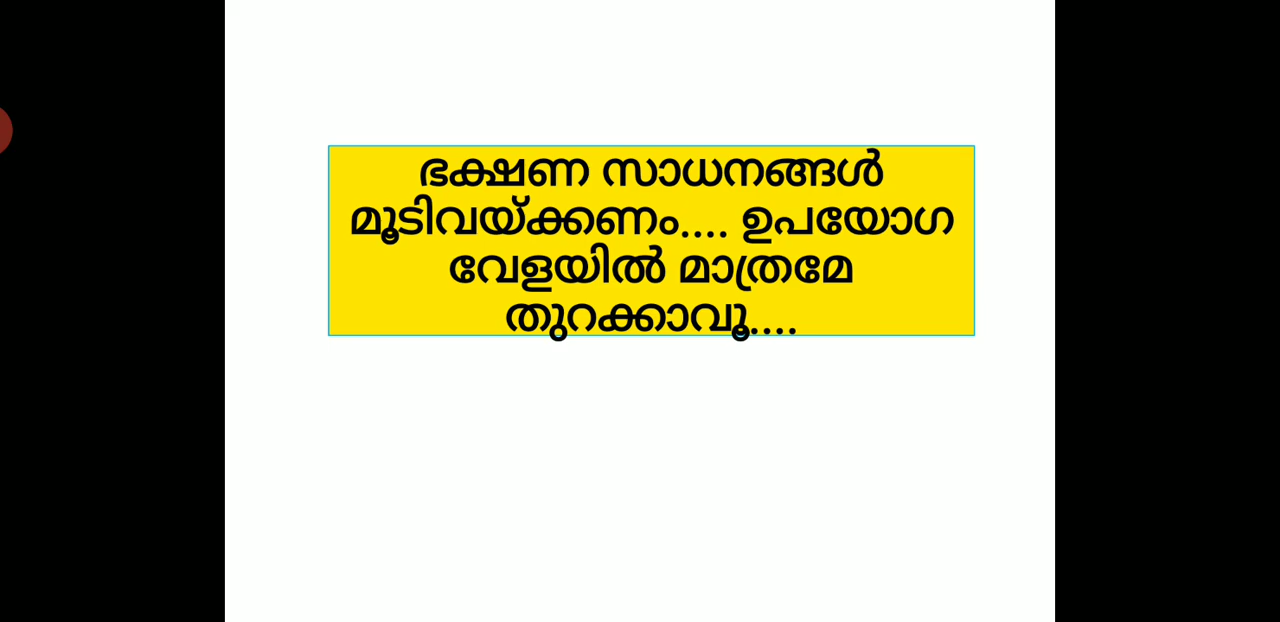 ഭക്ഷണ സാധനങ്ങൾ
മൂടിവയ്ക്കണം.... ഉപയോഗ
വേളയിൽ മാത്രമേ
തുറക്കാവൂ....